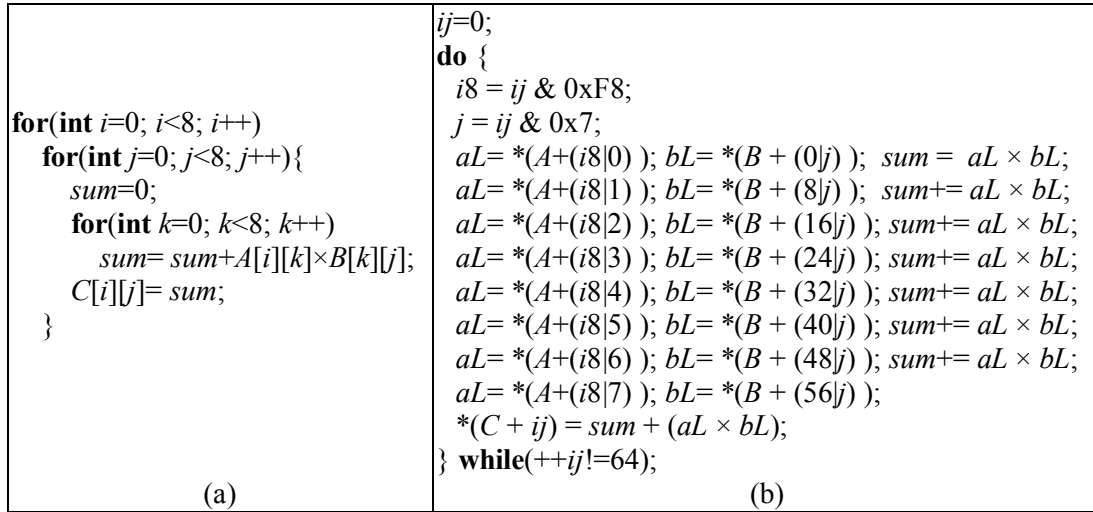 for(int i=0; i<8; i++)
for(int j=0; j<8; j++){
sum=0;
for(int k=0; k<8; k++)
sum= sum+A[i][k]×B[k][j];
C[i][j]= sum;
}
(a)
ij=0;
do {
i8 = ij & 0xF8;
j = ij & 0x7;
aL= *(A+(i8|0) ); bL= *(B + (0|j) ); sum = aL × bL;
aL= *(A+(i8|1) ); bL= *(B + (8|j) ); sum+= aL × bL;
aL= *(A+(i8|2) ); bL= *(B + (16|j) ); sum+= aL × bL;
aL= *(A+(i8|3) ); bL= *(B + (24|j) ); sum+= aL × bL;
aL= *(A+(i8|4) ); bL= *(B + (32|j) ); sum+= aL × bL;
aL= *(A+(i8|5) ); bL= *(B + (40|j) ); sum+= aL × bL;
aL= *(A+(i8|6) ); bL= *(B + (48|j) ); sum+= aL × bL;
aL= *(A+(i8|7) ); bL= *(B + (56|j) );
*(C + ij) = sum + (aL × bL);
} while(++ij!=64);
(b)